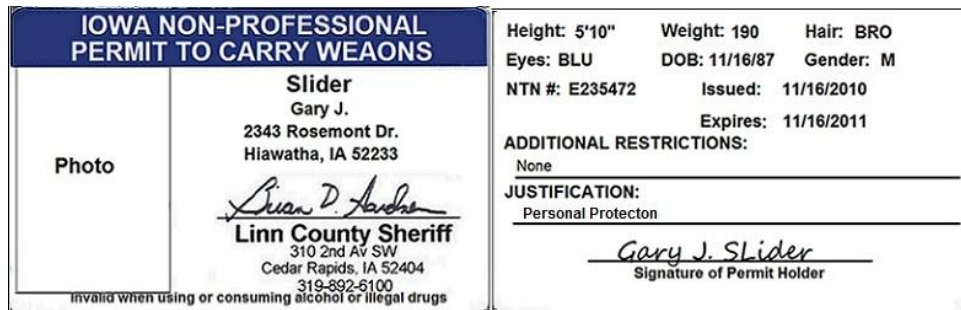 IOWA NON-PROFESSIONAL
PERMIT TO CARRY WEAONS
Photo
Slider
Gary J.
2343 Rosemont Dr.
Hiawatha, IA 52233
Linn County Sheriff
310 2nd Av SW
Cedar Rapids, IA 52404
319-892-6100
Invalid when using or consuming alcohol or illegal drugs
Height: 5'10" Weight: 190 Hair: BRO
Eyes: BLU DOB: 11/16/87 Gender: M
NTN #: E235472 Issued: 11/16/2010
Expires: 11/16/2011
ADDITIONAL RESTRICTIONS:
None
JUSTIFICATION:
Personal Protecton
Gary J. SLider
Signature of Permit Holder